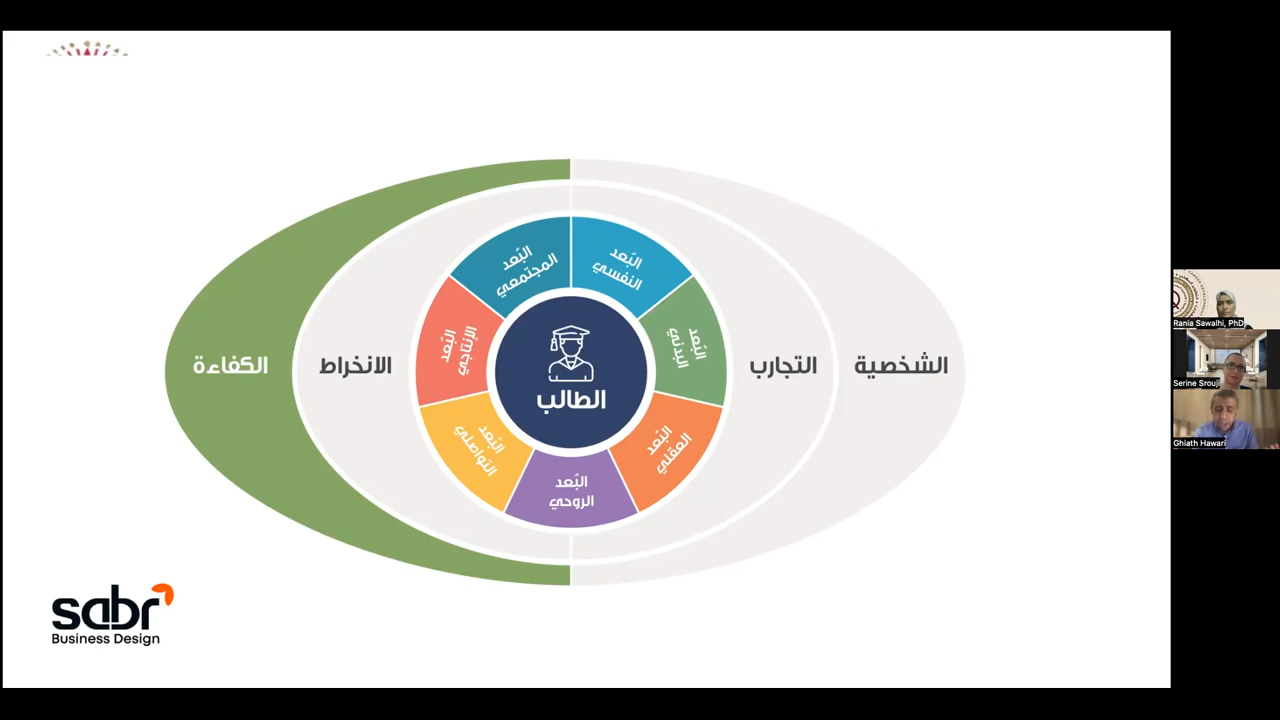 البُعد
المجتمعي
البُعد
النفسي
البُعد
الإنتاجي
البُعد
البدني
الكفاءة
الانخراط
التجارب
الشخصية
الطالب
البُعد
التواصلي
البُعد
العقلي
البُعد
الروحي
sabr
Business Design
Rania Sawalhi, PhD
Serine Srouji
Ghiath Hawari